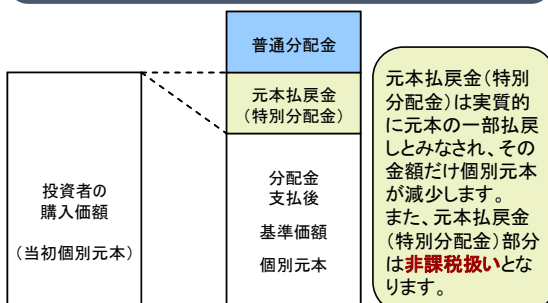 普通分配金
元本払戻金
（特別分配金）
投資者の
購入価額
（当初個別元本）
分配金
支払後
基準価額
個別元本
元本払戻金（特別
分配金）は実質的
に元本の一部払戻
しとみなされ、その
金額だけ個別元本
が減少します。
また、元本払戻金
（特別分配金）部分
は非課税扱いとな
ります。